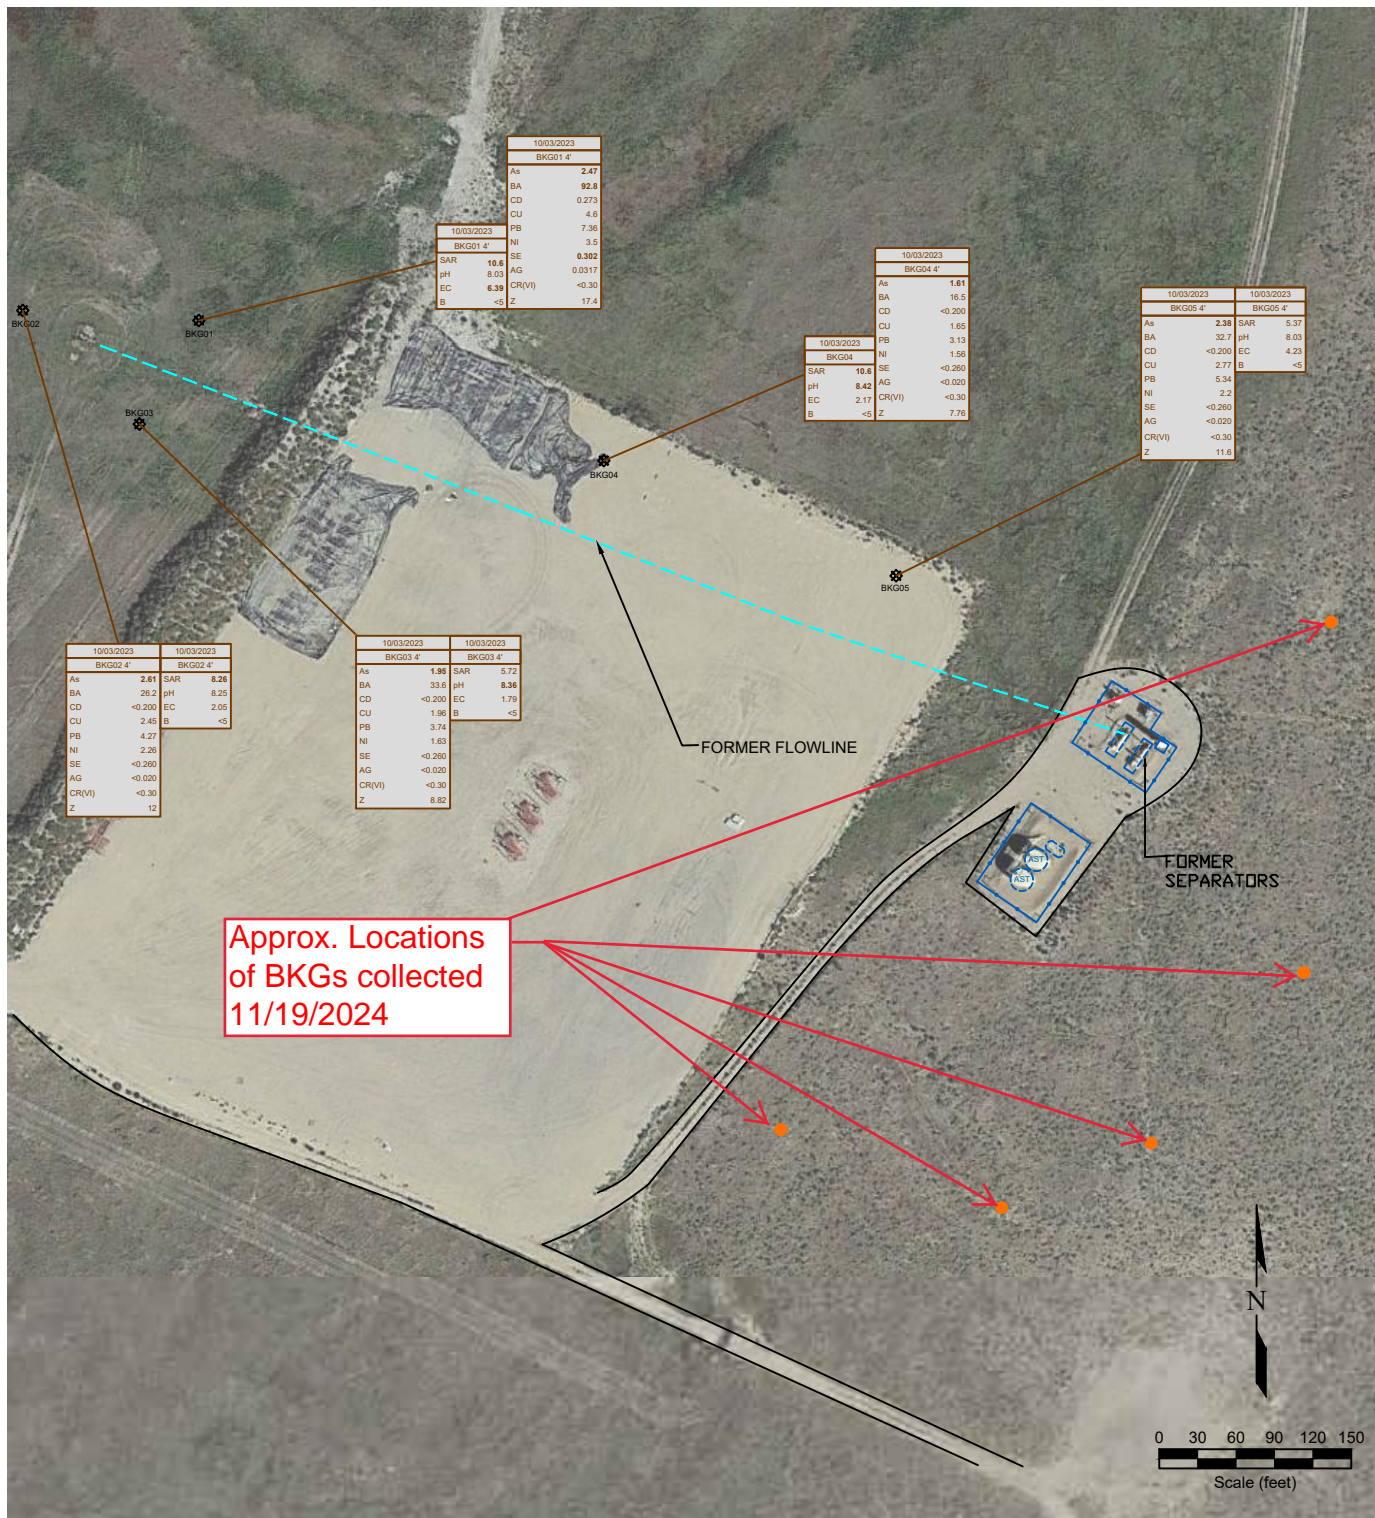 10/03/2023
BKG01 4'
As 2.47
BA 92.8
CD 0.273
CU 4.6
PB 7.36
NI 3.5
SE 0.302
AG 0.0317
CR(VI) <0.30
Z 17.4
10/03/2023
BKG01 4'
SAR 10.6
pH 8.03
EC 6.39
B <5
10/03/2023
BKG04 4'
As 1.61
BA 16.5
CD <0.200
CU 1.65
PB 3.13
NI 1.56
SE <0.260
AG <0.020
CR(VI) <0.30
Z 7.76
10/03/2023
BKG04
SAR 10.6
pH 8.42
EC 2.17
B <5
10/03/2023 10/03/2023
BKG05 4' BKG05 4'
As 2.38 SAR 5.37
BA 32.7 pH 8.03
CD <0.200 EC 4.23
CU 2.77 B <5
PB 5.34
NI 2.2
SE <0.260
AG <0.020
CR(VI) <0.30
Z 11.6
BKG02
BKG01
BKG03
BKG04
BKG05
10/03/2023 10/03/2023
BKG02 4' BKG02 4'
As 2.61 SAR 8.26
BA 26.2 pH 8.25
CD <0.200 EC 2.05
CU 2.45 B <5
PB 4.27
NI 2.26
SE <0.260
AG <0.020
CR(VI) <0.30
Z 12
10/03/2023 10/03/2023
BKG03 4' BKG03 4'
As 1.95 SAR 5.72
BA 33.6 pH 8.36
CD <0.200 EC 1.79
CU 1.96 B <5
PB 3.74
NI 1.63
SE <0.260
AG <0.020
CR(VI) <0.30
Z 8.82
FORMER FLOWLINE
FORMER
SEPARATORS
AST
AST
Approx. Locations
of BKGs collected
11/19/2024
N
0 30 60 90 120 150
Scale (feet)